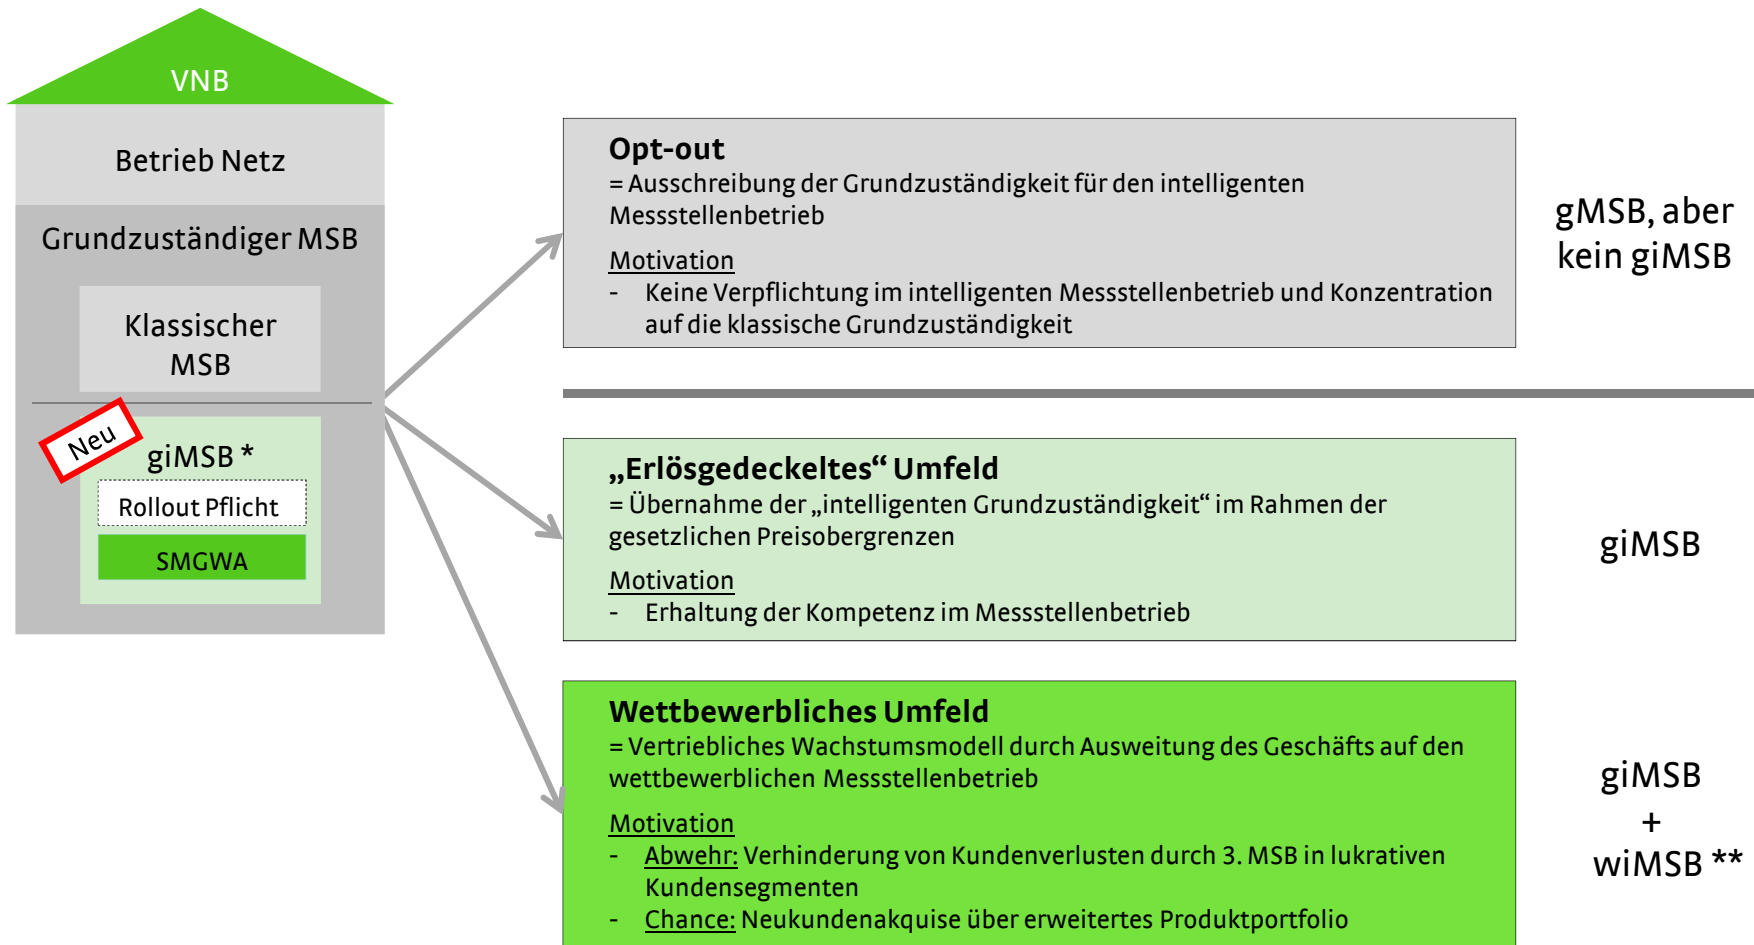 VNB
Betrieb Netz
Grundzuständiger MSB
Klassischer
MSB
Neu
giMSB *
Rollout Pflicht
SMGWA
Opt-out
= Ausschreibung der Grundzuständigkeit für den intelligenten
Messstellenbetrieb
Motivation
- Keine Verpflichtung im intelligenten Messstellenbetrieb und Konzentration
auf die klassische Grundzuständigkeit
gMSB, aber
kein giMSB
„Erlösgedeckeltes“ Umfeld
= Übernahme der „intelligenten Grundzuständigkeit“ im Rahmen der
gesetzlichen Preisobergrenzen
Motivation
- Erhaltung der Kompetenz im Messstellenbetrieb
giMSB
Wettbewerbliches Umfeld
= Vertriebliches Wachstumsmodell durch Ausweitung des Geschäfts auf den
wettbewerblichen Messstellenbetrieb
Motivation
- Abwehr: Verhinderung von Kundenverlusten durch 3. MSB in lukrativen
Kundensegmenten
- Chance: Neukundenakquise über erweitertes Produktportfolio
giMSB
+
wiMSB **